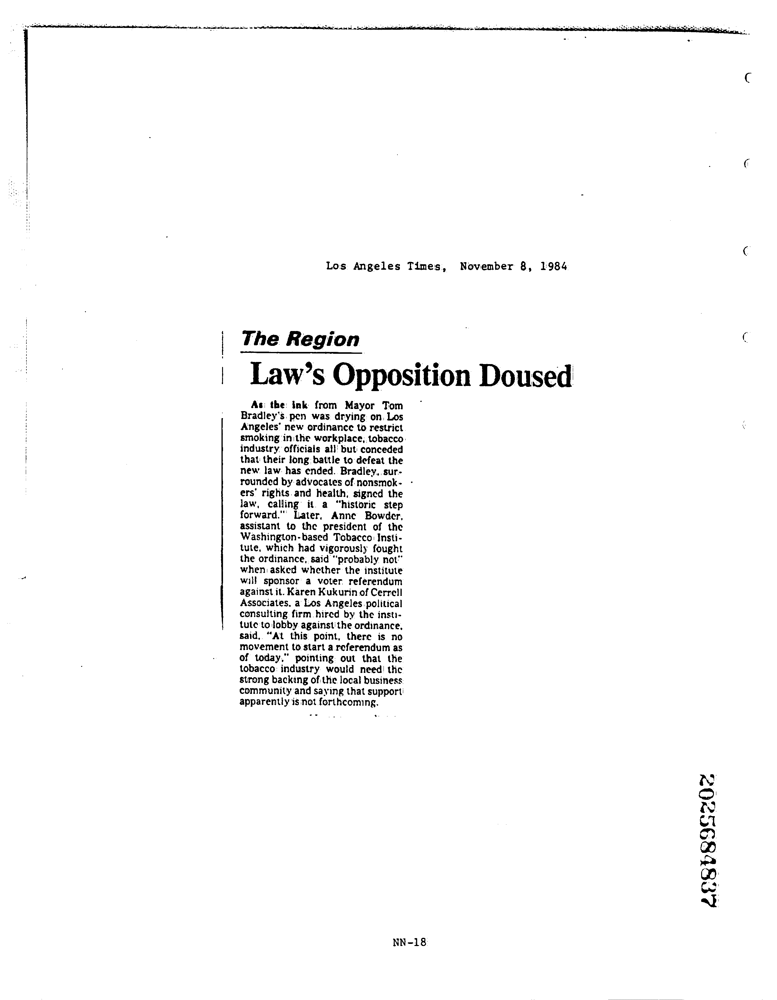 Los Angeles Times, November 8, 1984
The Region
Law's Opposition Doused
As the ink from Mayor Tom
Bradley's pen was drying on Los
Angeles' new ordinance to restrict
smoking in the workplace, tobacco
industry officials all but conceded
that their long battle to defeat the
new law has ended. Bradley, sur-
rounded by advocates of nonsmok-
ers' rights and health, signed the
law, calling it a "historic step
forward." Later, Anne Bowder,
assistant to the president of the
Washington-based Tobacco Insti-
tute, which had vigorously fought
the ordinance, said "probably not"
when asked whether the institute
will sponsor a voter referendum
against it. Karen Kukurin of Cerrell
Associates, a Los Angeles political
consulting firm hired by the insti-
tute to lobby against the ordinance,
said, "At this point, there is no
movement to start a referendum as
of today," pointing out that the
tobacco industry would need the
strong backing of the local business
community and saying that support
apparently is not forthcoming.
2025684837
NN-18